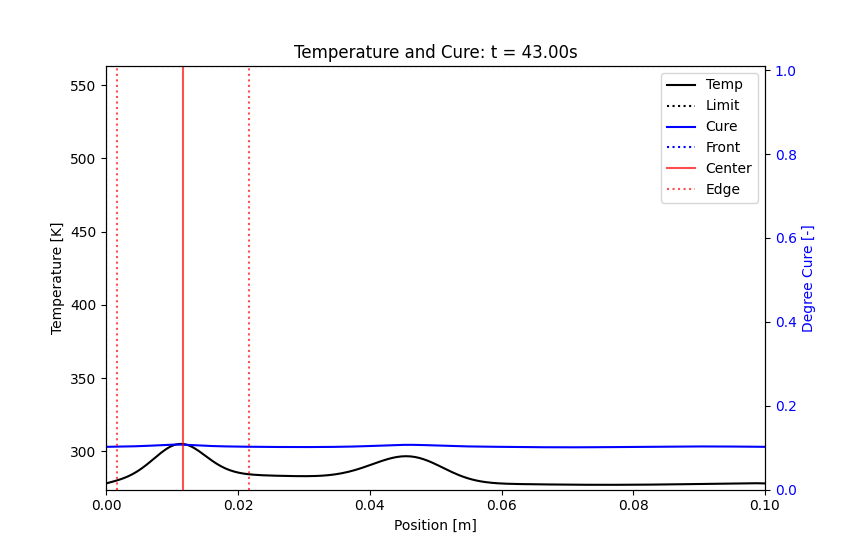 Temperature and Cure: t = 43.00s
Temperature [K]
550
500
450
400
350
300
Temp
Limit
Cure
Front
Center
Edge
1.0
0.8
0.6
0.4
0.2
0.0
Degree Cure [-]
0.00
0.02
0.04
0.06
0.08
0.10
Position [m]